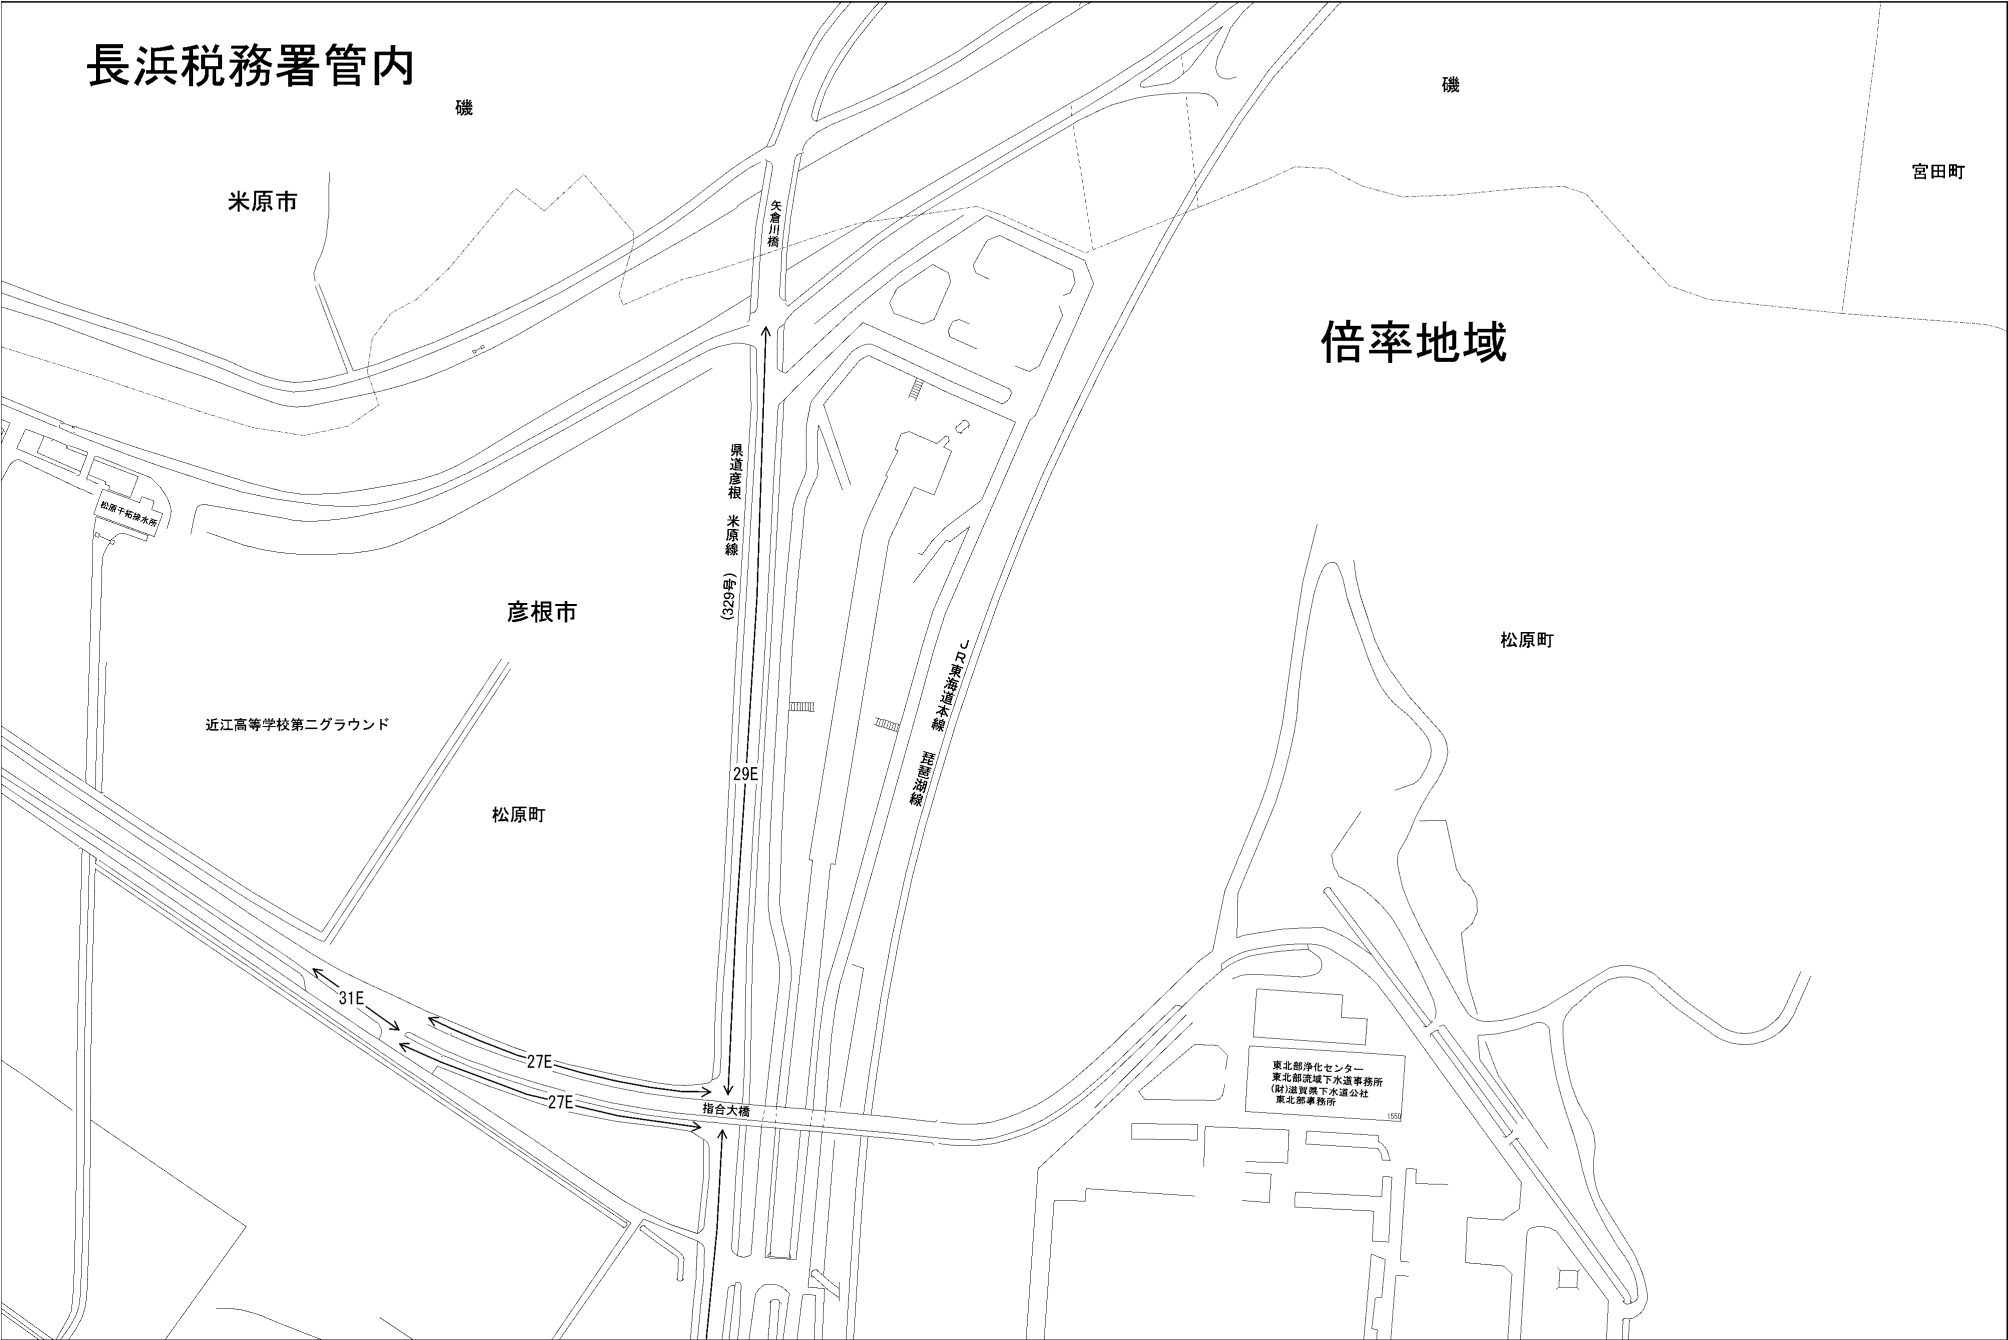 長浜税務署管内
磯
磯
宮田町
米原市
矢倉川橋
倍率地域
県道彦根 米原線 (329号)
松原干拓排水所
彦根市
松原町
JR東海道本線 琵琶湖線
近江高等学校第二グラウンド
29E
松原町
31E
27E
27E
指合大橋
東北部浄化センター
東北部流域下水道事務所
(財)滋賀県下水道公社
東北部事務所
1550